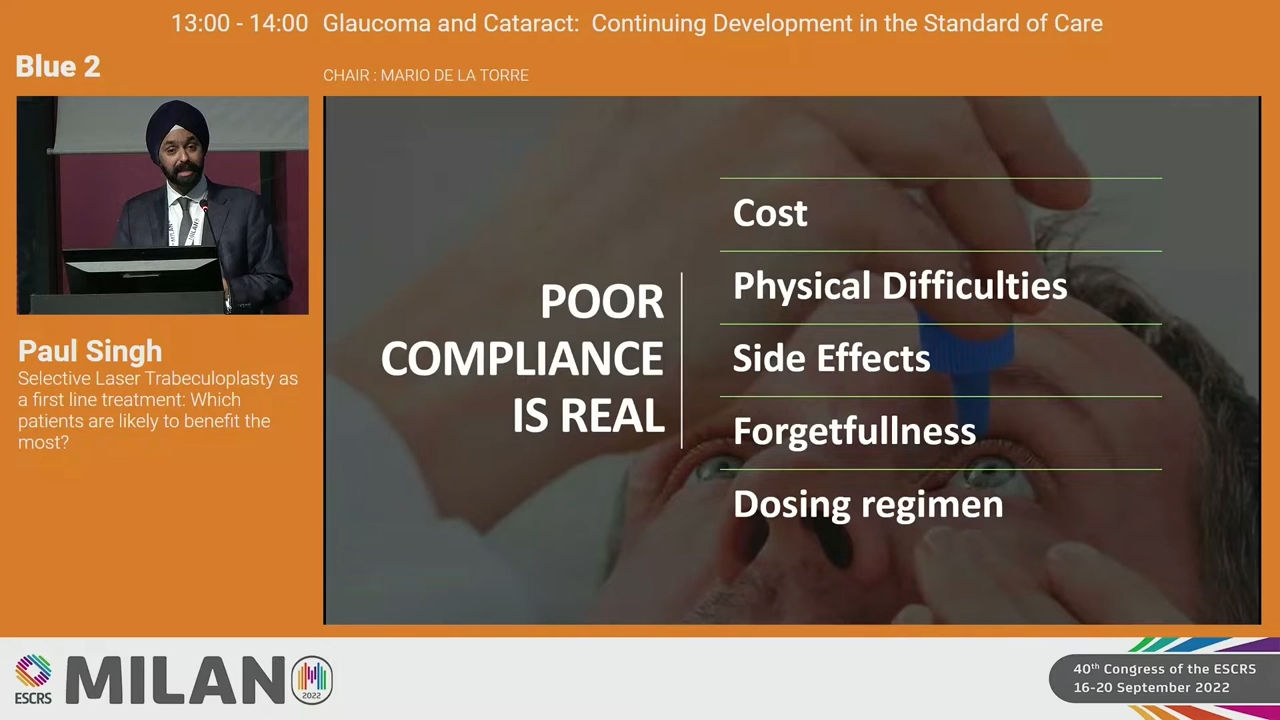 13:00 - 14:00 Glaucoma and Cataract: Continuing Development in the Standard of Care
Blue 2
CHAIR : MARIO DE LA TORRE
Paul Singh
Selective Laser Trabeculoplasty as
a first line treatment: Which
patients are likely to benefit the
most?
POOR
COMPLIANCE
IS REAL
Cost
Physical Difficulties
Side Effects
Forgetfullness
Dosing regimen
ESCRS
MILANO
2022
40th Congress of the ESCRS
16-20 September 2022